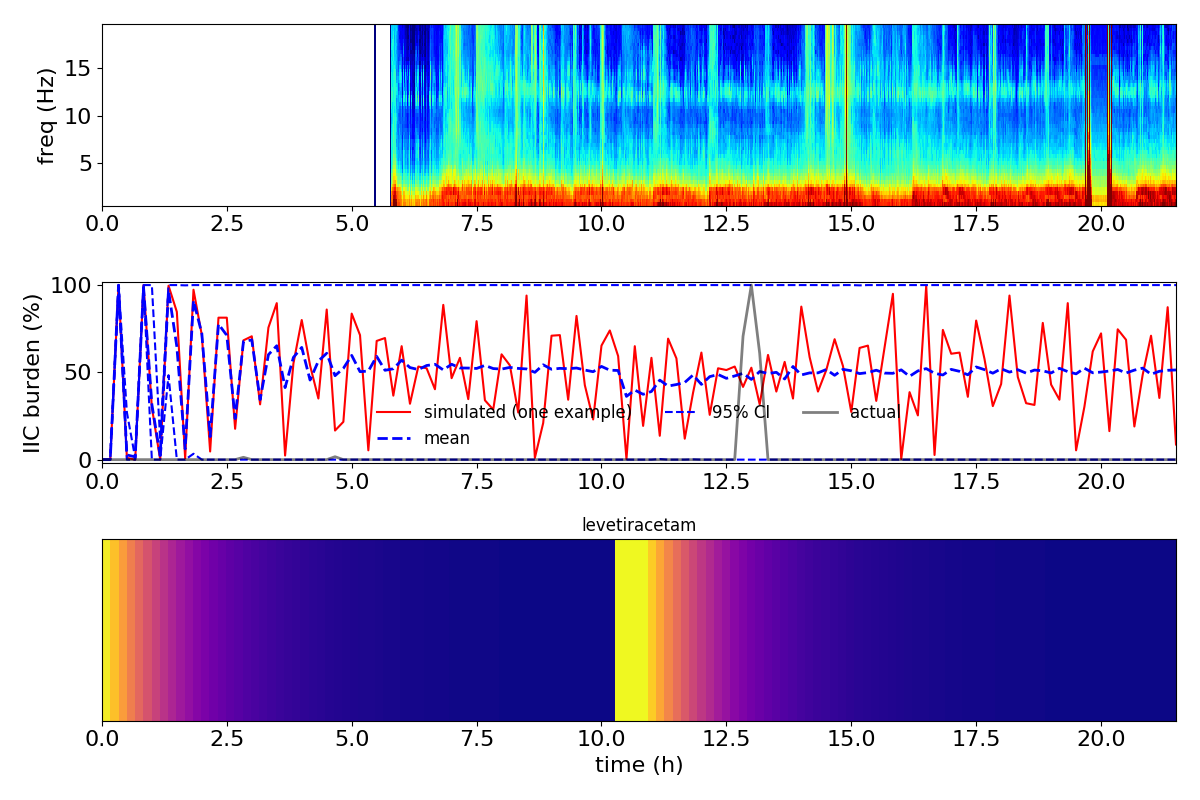 freq (Hz)
15
10
5
0.0 2.5 5.0 7.5 10.0 12.5 15.0 17.5 20.0
IIC burden (%)
100
50
0
simulated (one example) 95% CI actual
mean
0.0 2.5 5.0 7.5 10.0 12.5 15.0 17.5 20.0
levetiracetam
0.0 2.5 5.0 7.5 10.0 12.5 15.0 17.5 20.0
time (h)